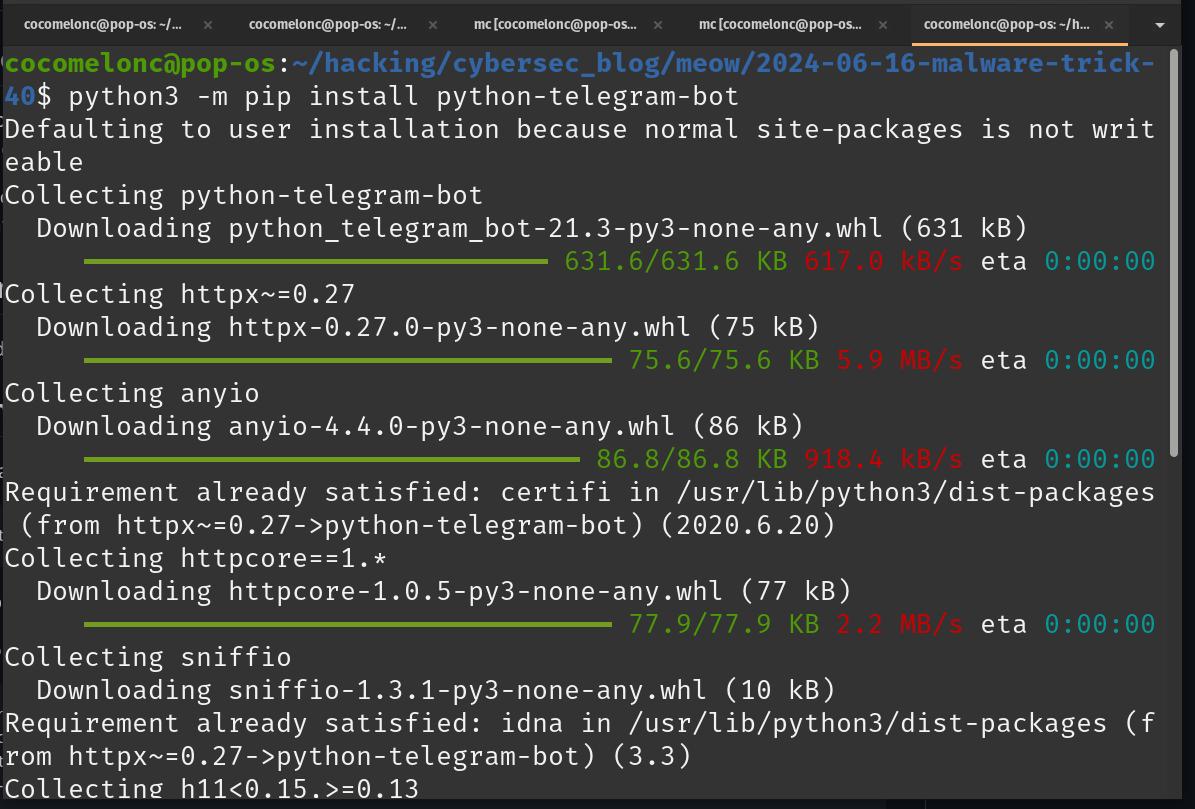 cocomelonc@pop-os: ~/... × cocomelonc@pop-os: ~/... × mc [cocomelonc@pop-os... × mc [cocomelonc@pop-os... × cocomelonc@pop-os: ~/h... ×
cocomelonc@pop-os:~/hacking/cybersec_blog/meow/2024-06-16-malware-trick-
40$ python3 -m pip install python-telegram-bot
Defaulting to user installation because normal site-packages is not writ
eable
Collecting python-telegram-bot
  Downloading python_telegram_bot-21.3-py3-none-any.whl (631 kB)
631.6/631.6 KB 617.0 kB/s eta 0:00:00
Collecting httpx~=0.27
  Downloading httpx-0.27.0-py3-none-any.whl (75 kB)
75.6/75.6 KB 5.9 MB/s eta 0:00:00
Collecting anyio
  Downloading anyio-4.4.0-py3-none-any.whl (86 kB)
86.8/86.8 KB 918.4 kB/s eta 0:00:00
Requirement already satisfied: certifi in /usr/lib/python3/dist-packages
 (from httpx~=0.27->python-telegram-bot) (2020.6.20)
Collecting httpcore==1.*
  Downloading httpcore-1.0.5-py3-none-any.whl (77 kB)
77.9/77.9 KB 2.2 MB/s eta 0:00:00
Collecting sniffio
  Downloading sniffio-1.3.1-py3-none-any.whl (10 kB)
Requirement already satisfied: idna in /usr/lib/python3/dist-packages (f
rom httpx~=0.27->python-telegram-bot) (3.3)
Collecting h11<0.15,>=0.13